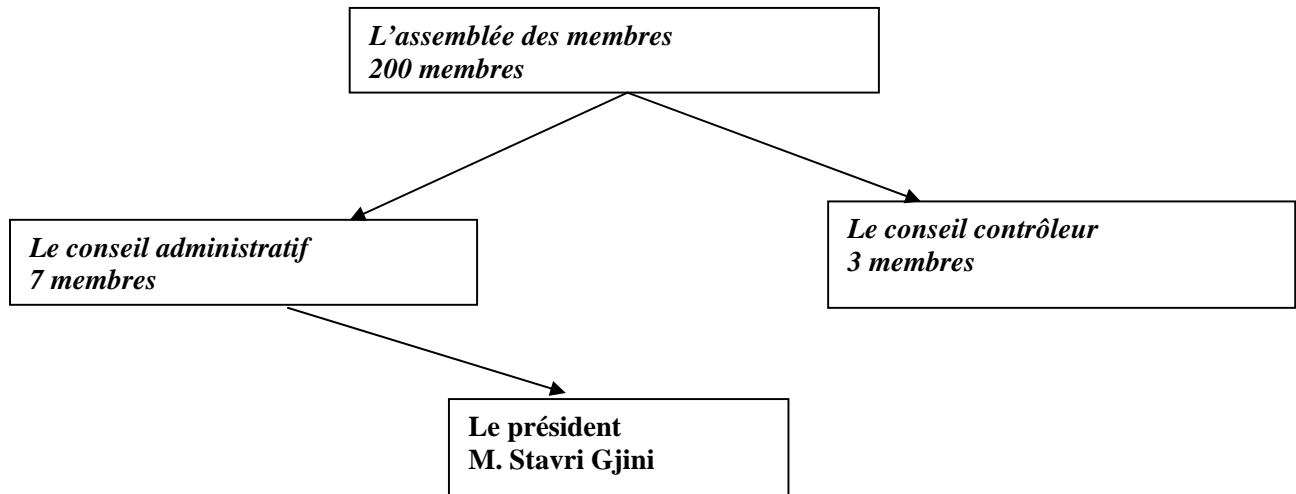 L’assemblée des membres
200 membres
Le conseil administratif
7 membres
Le conseil contrôleur
3 membres
Le président
M. Stavri Gjini